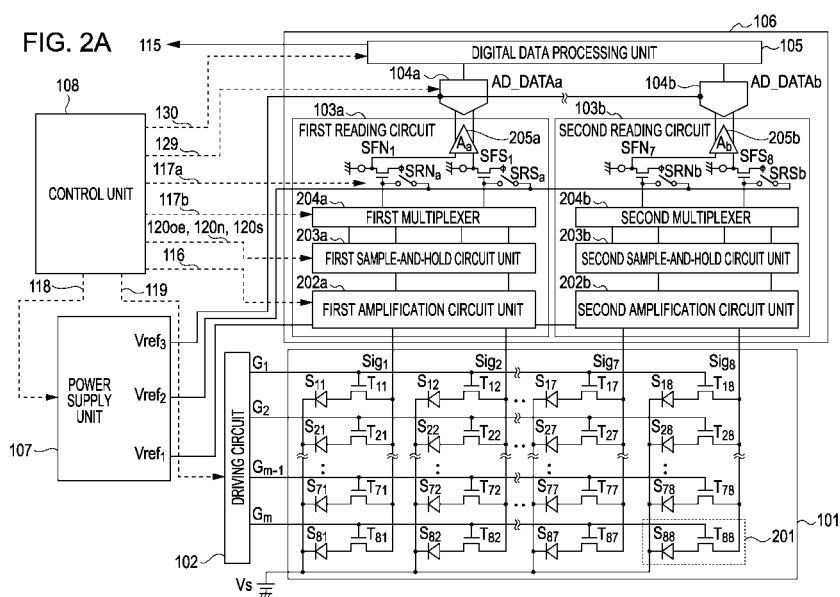 FIG. 2A
115
106
DIGITAL DATA PROCESSING UNIT
105
104a
AD_DATAa
104b
AD_DATAb
108
CONTROL UNIT
130
129
117a
117b
120oe, 120n, 120s
116
118
119
103a
FIRST READING CIRCUIT
Aa
205a
SFN1
SFS1
SRNa
SRSa
204a
FIRST MULTIPLEXER
203a
FIRST SAMPLE-AND-HOLD CIRCUIT UNIT
202a
FIRST AMPLIFICATION CIRCUIT UNIT
103b
SECOND READING CIRCUIT
Ab
205b
SFN7
SFS8
SRNb
SRSb
204b
SECOND MULTIPLEXER
203b
SECOND SAMPLE-AND-HOLD CIRCUIT UNIT
202b
SECOND AMPLIFICATION CIRCUIT UNIT
POWER SUPPLY UNIT
Vref3
Vref2
Vref1
107
DRIVING CIRCUIT
102
Vs
G1 Sig1 Sig2 Sig7 Sig8
S11 T11 S12 T12 S17 T17 S18 T18
G2
S21 T21 S22 T22 S27 T27 S28 T28
Gm-1
S71 T71 S72 T72 S77 T77 S78 T78
Gm
S81 T81 S82 T82 S87 T87 S88 T88
101
201